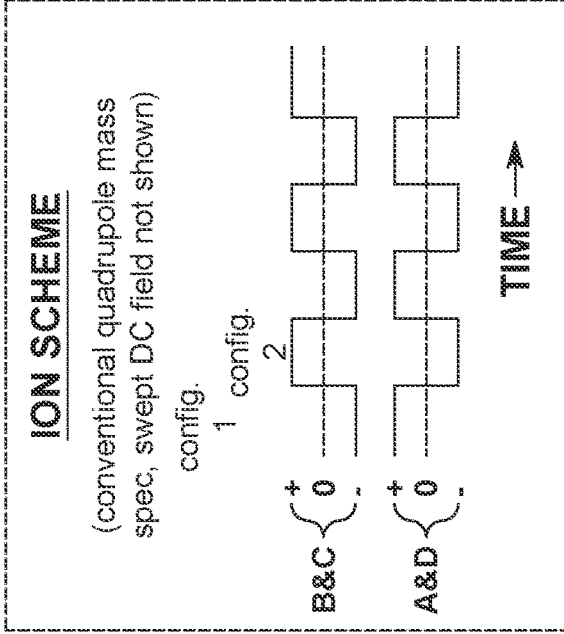 ION SCHEME
(conventional quadrupole mass
spec, swept DC field not shown)
config.
1
config.
2
B&C
+
0
-
A&D
+
0
-
TIME